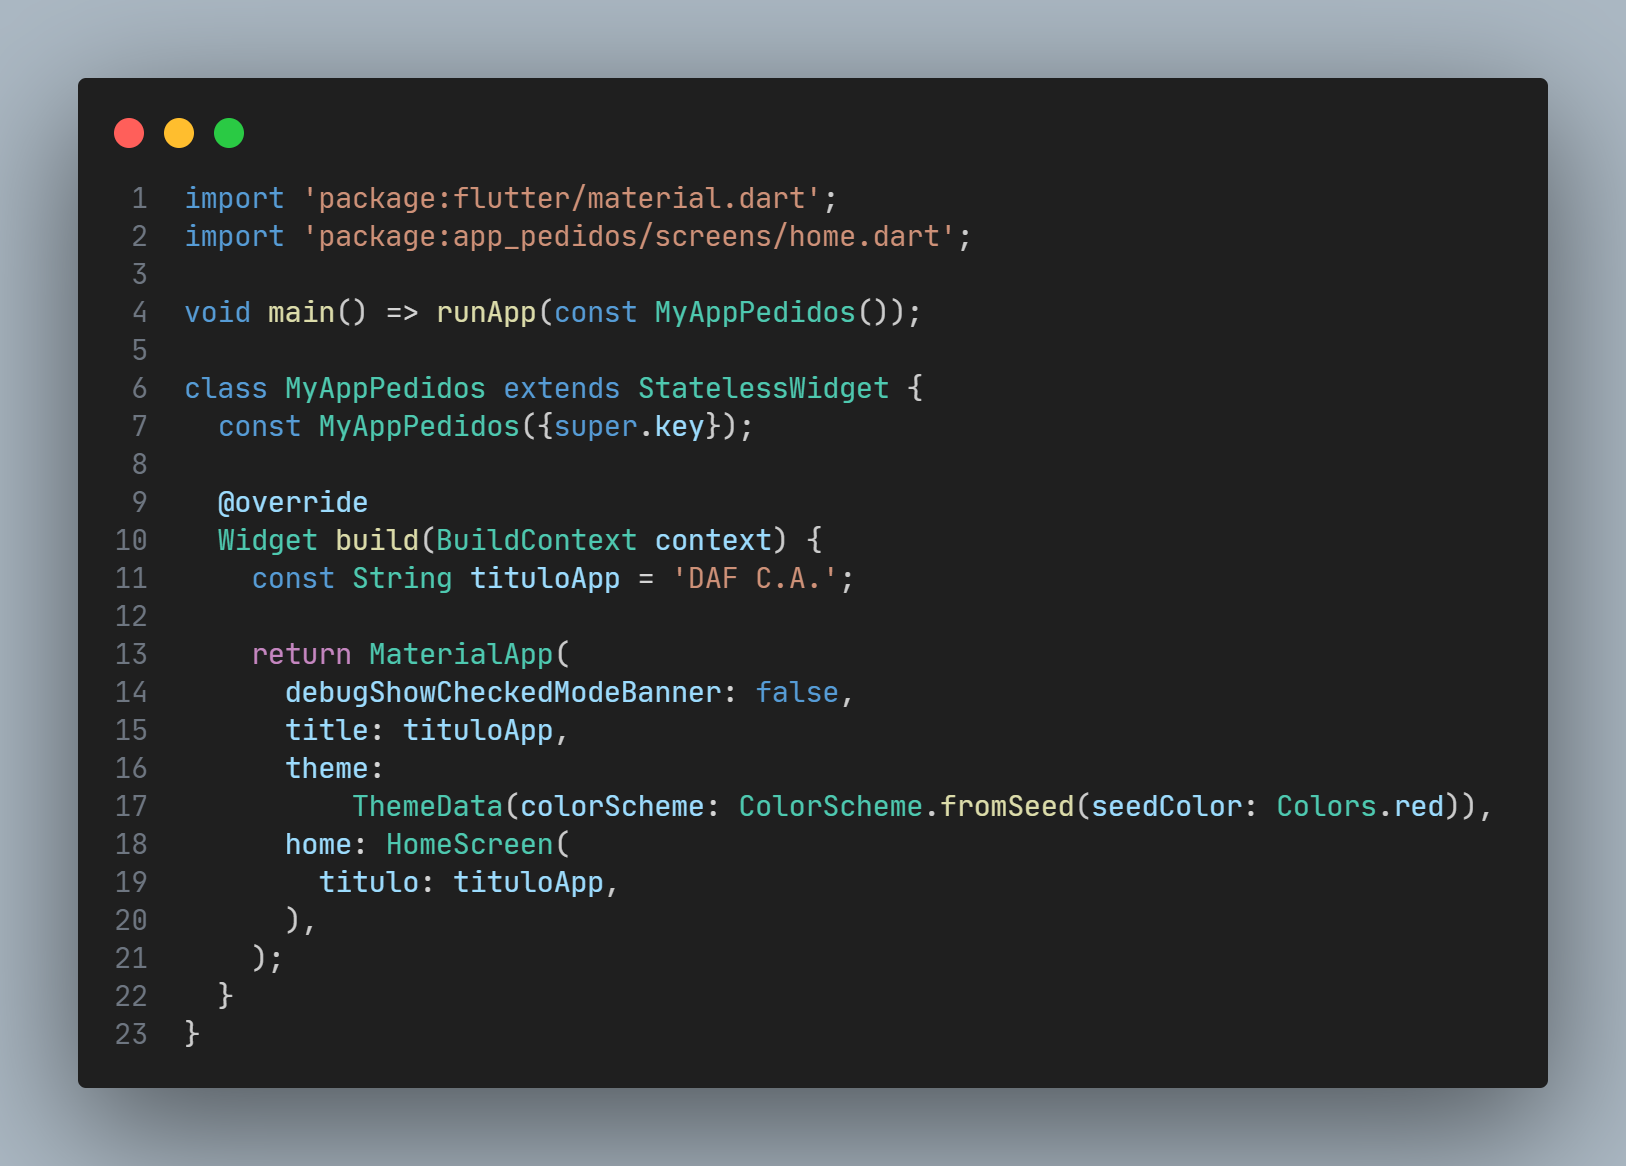 1 import 'package:flutter/material.dart';
2 import 'package:app_pedidos/screens/home.dart';
3
4 void main() => runApp(const MyAppPedidos());
5
6 class MyAppPedidos extends StatelessWidget {
7   const MyAppPedidos({super.key});
8
9   @override
10   Widget build(BuildContext context) {
11     const String tituloApp = 'DAF C.A.';
12
13     return MaterialApp(
14       debugShowCheckedModeBanner: false,
15       title: tituloApp,
16       theme:
17           ThemeData(colorScheme: ColorScheme.fromSeed(seedColor: Colors.red)),
18       home: HomeScreen(
19         titulo: tituloApp,
20       ),
21     );
22   }
23 }